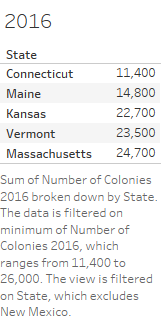 2016
State
Connecticut 11,400
Maine 14,800
Kansas 22,700
Vermont 23,500
Massachusetts 24,700
Sum of Number of Colonies
2016 broken down by State.
The data is filtered on
minimum of Number of
Colonies 2016, which
ranges from 11,400 to
26,000. The view is filtered
on State, which excludes
New Mexico.